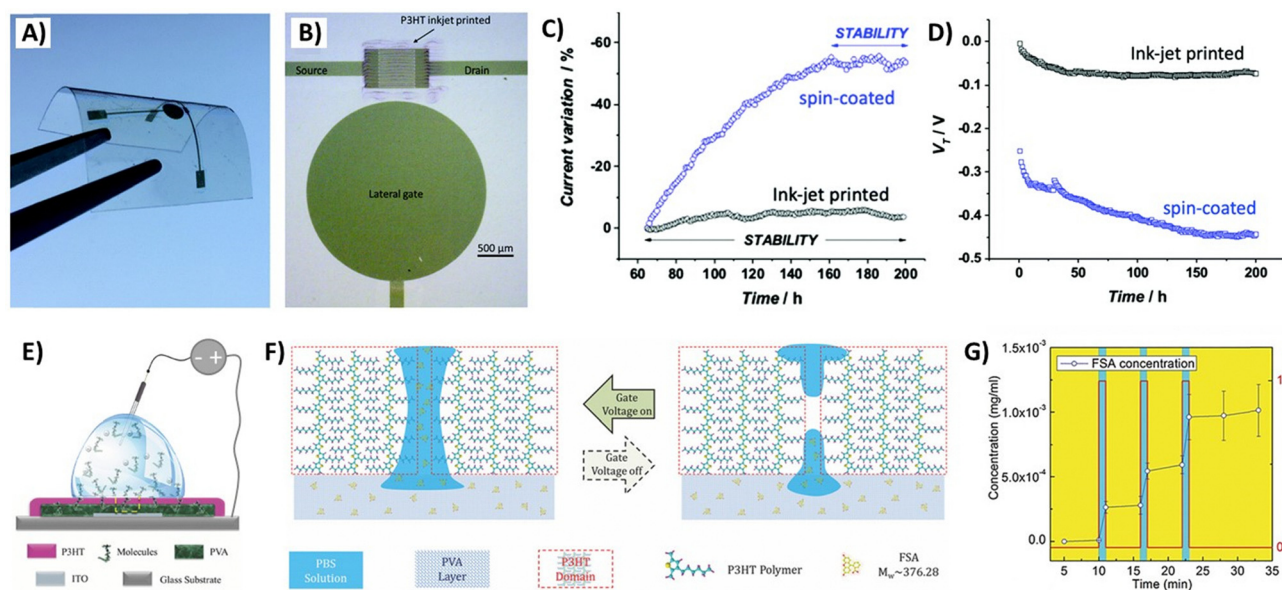 A)
B)
P3HT inkjet printed
Source
Drain
Lateral gate
500 µm
C)
Current variation / %
-60
-40
-20
0
STABILITY
spin-coated
Ink-jet printed
STABILITY
60 80 100 120 140 160 180 200
Time / h
D)
V_T / V
0.0
-0.1
-0.2
-0.3
-0.4
-0.5
Ink-jet printed
spin-coated
0 50 100 150 200
Time / h
E)
- +
P3HT
Molecules
PVA
ITO
Glass Substrate
F)
Gate
Voltage on
Gate
Voltage off
PBS
Solution
PVA
Layer
P3HT
Domain
P3HT Polymer
FSA
Mw~376.28
G)
Concentration (mg/ml)
1.5x10⁻³
1.0x10⁻³
5.0x10⁻⁴
0.0
FSA concentration
1
0
5 10 15 20 25 30 35
Time (min)